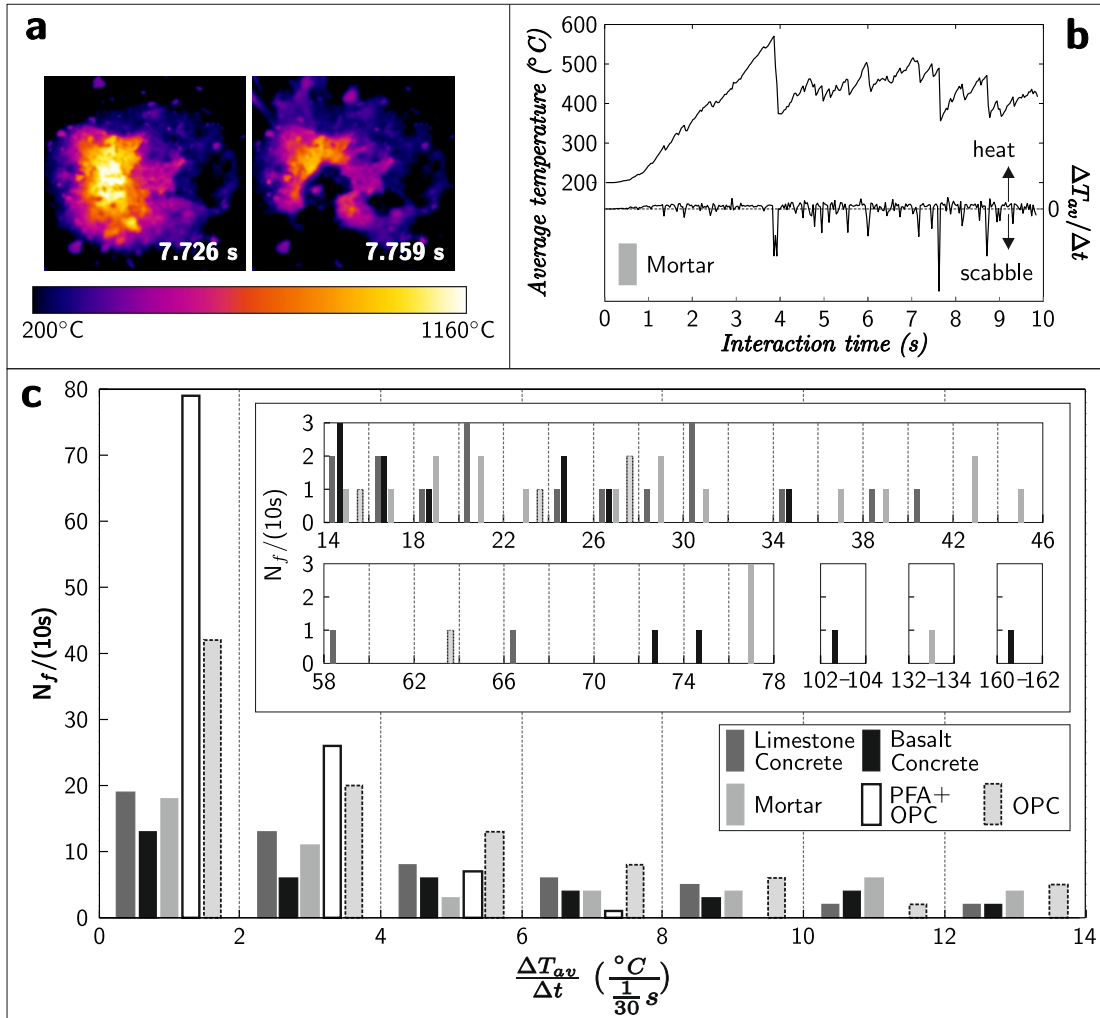 a
7.726 s
7.759 s
200°C
1160°C
b
Average temperature (°C)
600
500
400
300
200
heat
0
scabble
ΔT_av/Δt
Mortar
0 1 2 3 4 5 6 7 8 9 10
Interaction time (s)
c
N_f/(10s)
80
70
60
50
40
30
20
10
0
0 2 4 6 8 10 12 14
ΔT_av/Δt (°C/(1/30 s))
N_f/(10s)
3
2
1
0
14 18 22 26 30 34 38 42 46
3
2
1
0
58 62 66 70 74 78
102-104
132-134
160-162
Limestone Concrete
Basalt Concrete
Mortar
PFA+ OPC
OPC